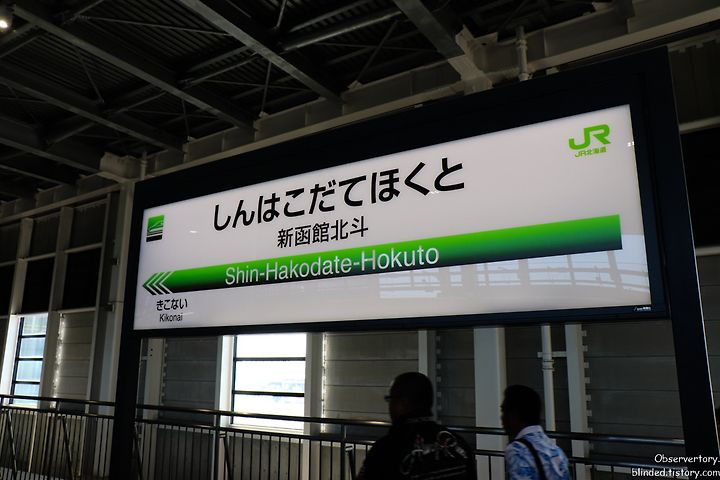 JR
JR北海道
しんはこだてほくと
新函館北斗
Shin-Hakodate-Hokuto
きこない
Kikonai
Observertory.
blinded.tistory.com